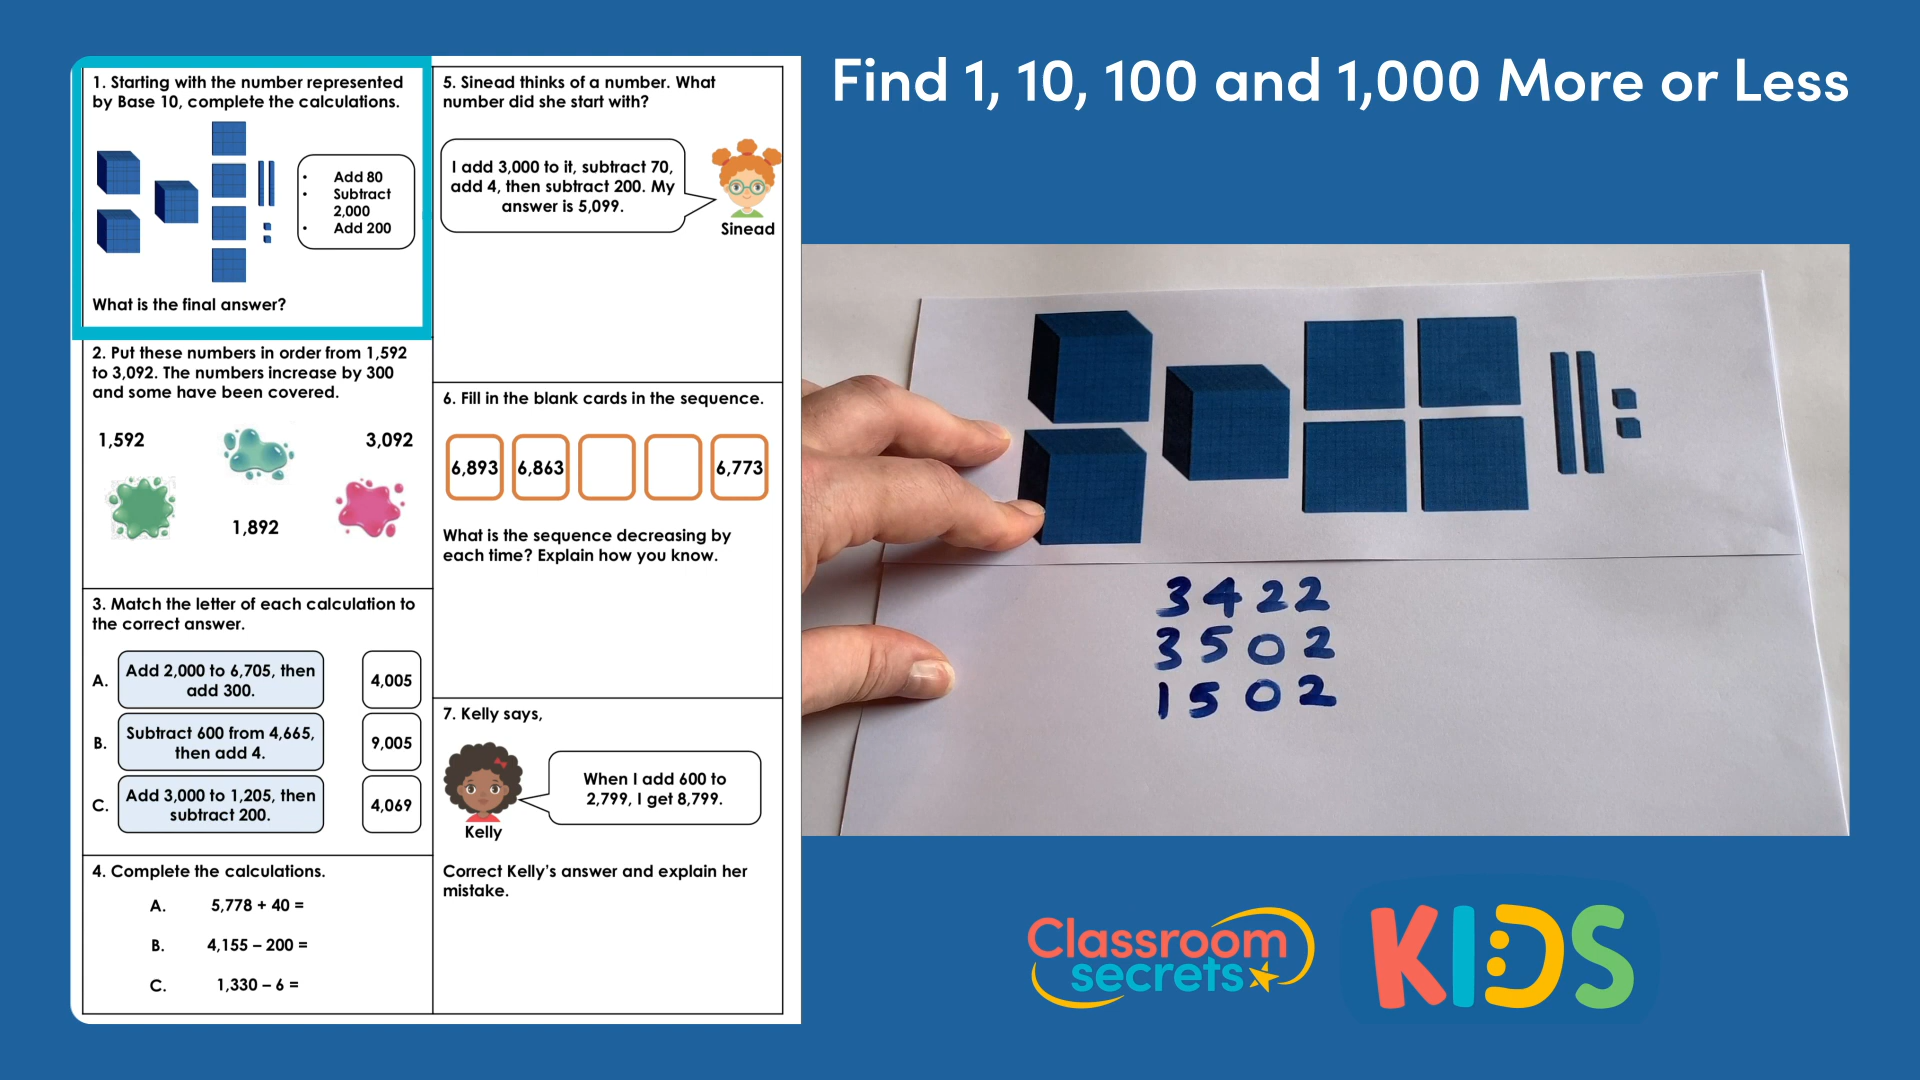 Find 1, 10, 100 and 1,000 More or Less
1. Starting with the number represented
by Base 10, complete the calculations.
• Add 80
• Subtract
2,000
• Add 200
What is the final answer?
2. Put these numbers in order from 1,592
to 3,092. The numbers increase by 300
and some have been covered.
1,592
3,092
1,892
3. Match the letter of each calculation to
the correct answer.
A.
Add 2,000 to 6,705, then
add 300.
4,005
B.
Subtract 600 from 4,665,
then add 4.
9,005
C.
Add 3,000 to 1,205, then
subtract 200.
4,069
4. Complete the calculations.
A. 5,778 + 40 =
B. 4,155 – 200 =
C. 1,330 – 6 =
5. Sinead thinks of a number. What
number did she start with?
I add 3,000 to it, subtract 70,
add 4, then subtract 200. My
answer is 5,099.
Sinead
6. Fill in the blank cards in the sequence.
6,893 6,863 6,773
What is the sequence decreasing by
each time? Explain how you know.
7. Kelly says,
When I add 600 to
2,799, I get 8,799.
Kelly
Correct Kelly's answer and explain her
mistake.
3422
3502
1502
Classroom
secrets
KIDS